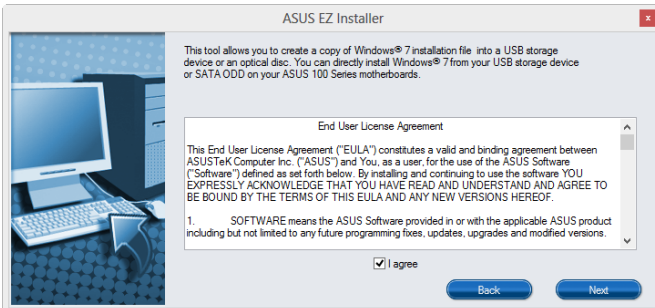 ASUS EZ Installer
x
This tool allows you to create a copy of Windows® 7 installation file into a USB storage
device or an optical disc. You can directly install Windows® 7 from your USB storage device
or SATA ODD on your ASUS 100 Series motherboards.
End User License Agreement
This End User License Agreement ("EULA") constitutes a valid and binding agreement between
ASUSTeK Computer Inc. ("ASUS") and You, as a user, for the use of the ASUS Software
("Software") defined as set forth below. By installing and continuing to use the software YOU
EXPRESSLY ACKNOWLEDGE THAT YOU HAVE READ AND UNDERSTAND AND AGREE TO
BE BOUND BY THE TERMS OF THIS EULA AND ANY NEW VERSIONS HEREOF.
1. SOFTWARE means the ASUS Software provided in or with the applicable ASUS product
including but not limited to any future programming fixes, updates, upgrades and modified versions.
I agree
Back Next